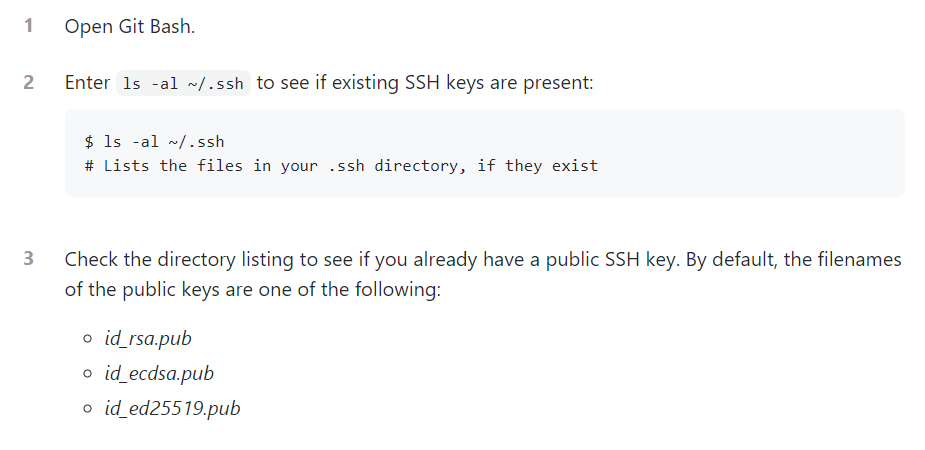 1 Open Git Bash.
2 Enter ls -al ~/.ssh to see if existing SSH keys are present:
$ ls -al ~/.ssh
# Lists the files in your .ssh directory, if they exist
3 Check the directory listing to see if you already have a public SSH key. By default, the filenames
of the public keys are one of the following:
id_rsa.pub
id_ecdsa.pub
id_ed25519.pub